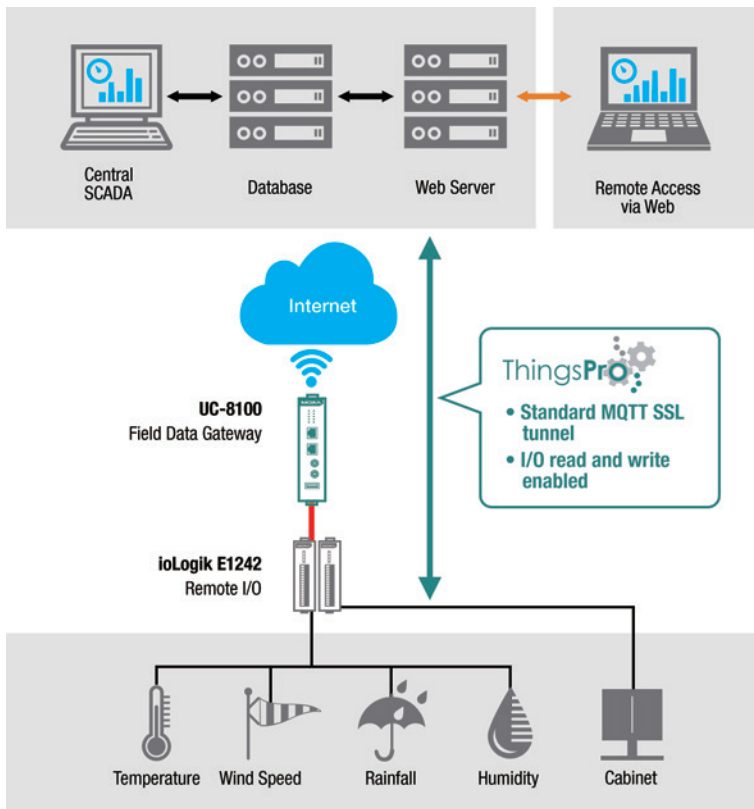 Central
SCADA
Database
Web Server
Remote Access
via Web
Internet
ThingsPro
• Standard MQTT SSL
tunnel
• I/O read and write
enabled
UC-8100
Field Data Gateway
MOXA
ioLogik E1242
Remote I/O
Temperature
Wind Speed
Rainfall
Humidity
Cabinet